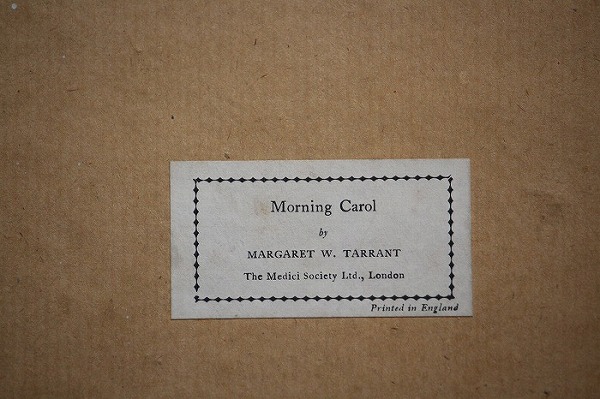 Morning Carol
by
MARGARET W. TARRANT
The Medici Society Ltd., London
Printed in England